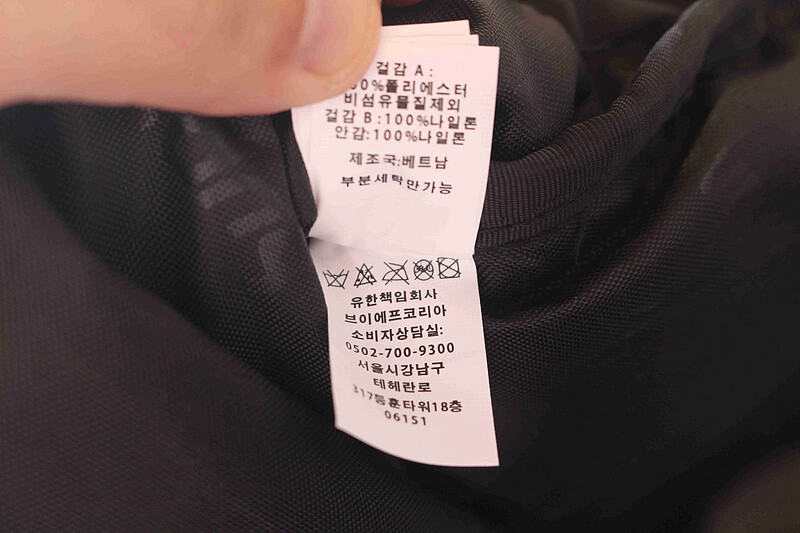 걸감 A:
00%폴리에스터
비섬유물질제외
걸감 B:100%나일론
안감:100%나일론
제조국:베트남
부분세탁만가능
유한책임회사
브이에프코리아
소비자상담실:
0502-700-9300
서울시강남구
테헤란로
317등훈타워18층
06151